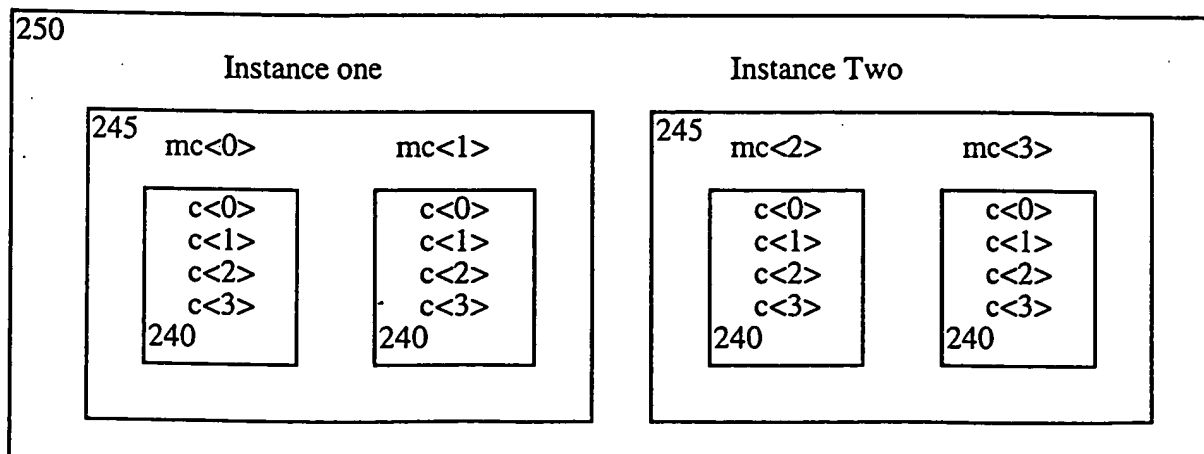 250
Instance one
Instance Two
245
mc<0>
mc<1>
c<0>
c<1>
c<2>
c<3>
240
c<0>
c<1>
c<2>
c<3>
240
245
mc<2>
mc<3>
c<0>
c<1>
c<2>
c<3>
240
c<0>
c<1>
c<2>
c<3>
240